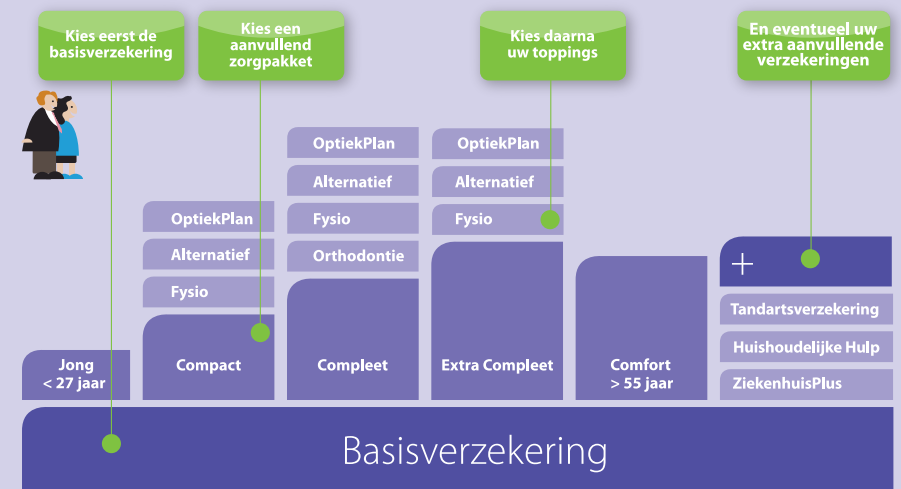 Kies eerst de
basisverzekering
Kies een
aanvullend
zorgpakket
Kies daarna
uw toppings
En eventueel uw
extra aanvullende
verzekeringen
Jong
< 27 jaar
OptiekPlan
Alternatief
Fysio
Compact
OptiekPlan
Alternatief
Fysio
Orthodontie
Compleet
OptiekPlan
Alternatief
Fysio
Extra Compleet
Comfort
> 55 jaar
+
Tandartsverzekering
Huishoudelijke Hulp
ZiekenhuisPlus
Basisverzekering